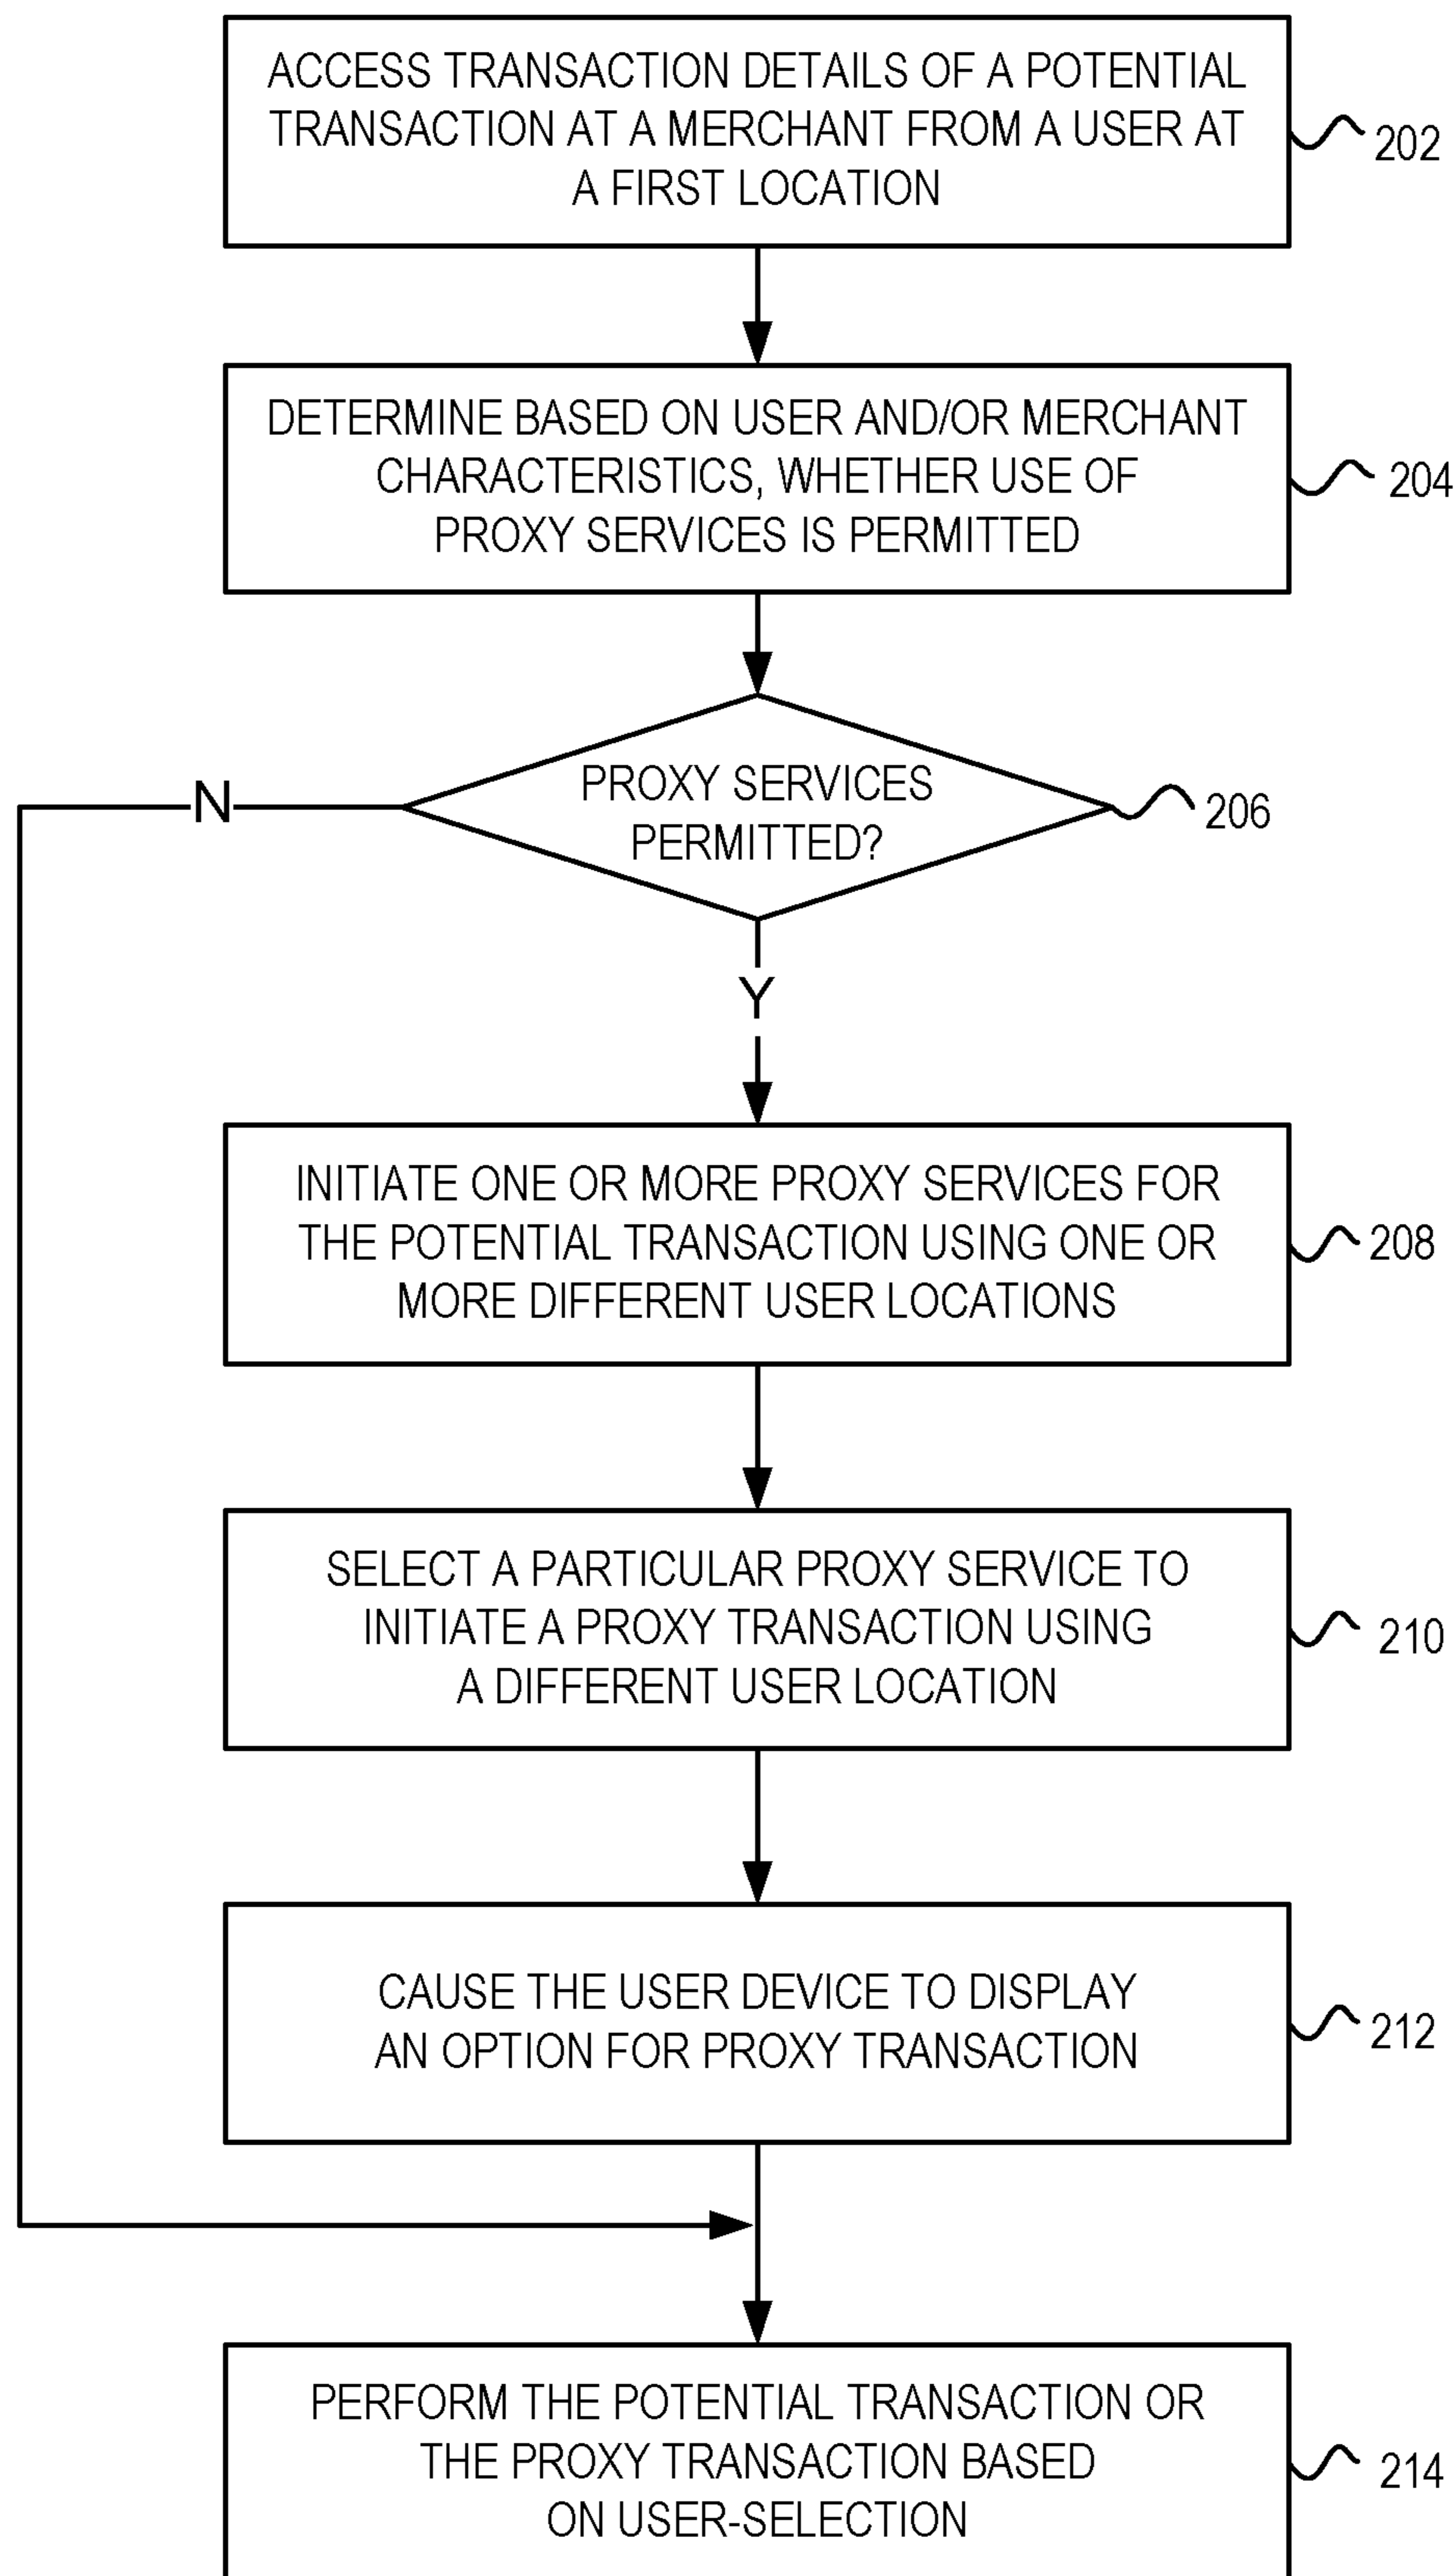 ACCESS TRANSACTION DETAILS OF A POTENTIAL
TRANSACTION AT A MERCHANT FROM A USER AT
A FIRST LOCATION
202
DETERMINE BASED ON USER AND/OR MERCHANT
CHARACTERISTICS, WHETHER USE OF
PROXY SERVICES IS PERMITTED
204
PROXY SERVICES
PERMITTED?
206
N
Y
INITIATE ONE OR MORE PROXY SERVICES FOR
THE POTENTIAL TRANSACTION USING ONE OR
MORE DIFFERENT USER LOCATIONS
208
SELECT A PARTICULAR PROXY SERVICE TO
INITIATE A PROXY TRANSACTION USING
A DIFFERENT USER LOCATION
210
CAUSE THE USER DEVICE TO DISPLAY
AN OPTION FOR PROXY TRANSACTION
212
PERFORM THE POTENTIAL TRANSACTION OR
THE PROXY TRANSACTION BASED
ON USER-SELECTION
214